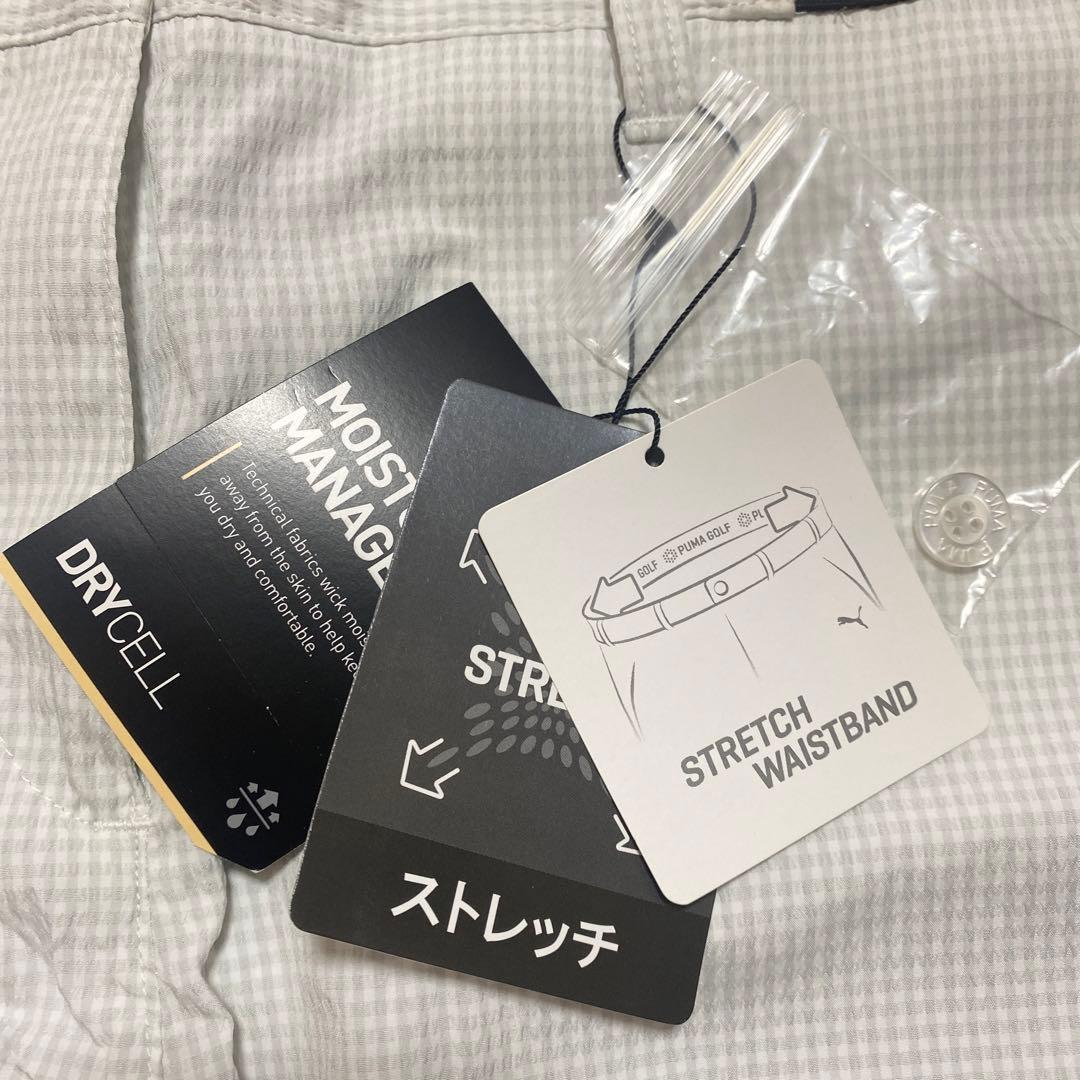 MOIST
MANAGE
Technical fabrics wick mois
away from the skin to help ke
you dry and comfortable.
DRYCELL
STRE
ストレッチ
GOLF PUMA GOLF PU
STRETCH
WAISTBAND
PUMA PUMA